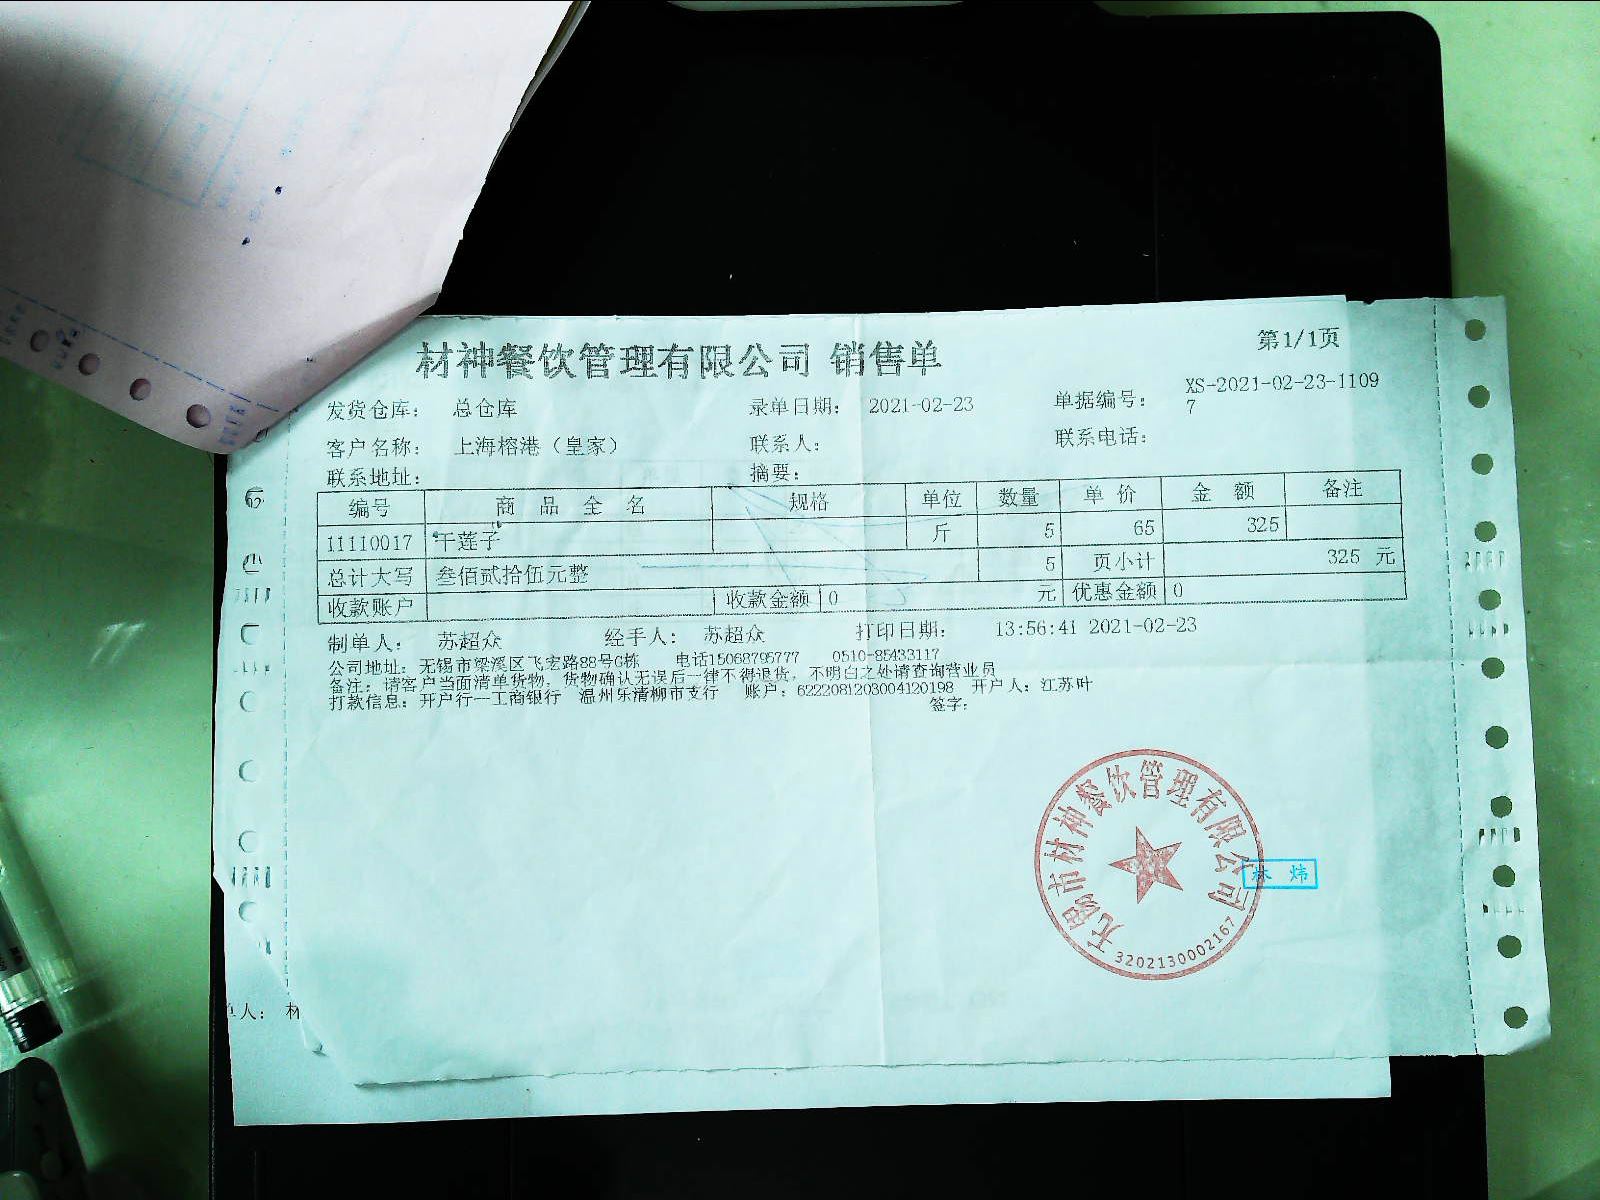 材神餐饮管理有限公司 销售单
第1/1页
发货仓库： 总仓库 录单日期： 2021-02-23 单据编号： XS-2021-02-23-1109
7
客户名称： 上海榕港（皇家） 联系人： 联系电话：
联系地址： 摘要：
编号 商品全名 规格 单位 数量 单价 金额 备注
11110017 干莲子 斤 5 65 325
总计大写 叁佰贰拾伍元整 5 页小计 325 元
收款账户 收款金额 0 元 优惠金额 0
制单人： 苏超众 经手人： 苏超众 打印日期： 13:56:41 2021-02-23
公司地址：无锡市梁溪区飞宏路88号C栋 电话15068795777 0510-85433117
备注：请客户当面清单货物，货物确认无误后一律不得退货，不明白之处请查询营业员
打款信息：开户行—工商银行 温州乐清柳市支行 账户：6222081203004120198 开户人：江苏叶
签字：
无锡市材神餐饮管理有限公司
3202130002167
林 炜
单人： 材